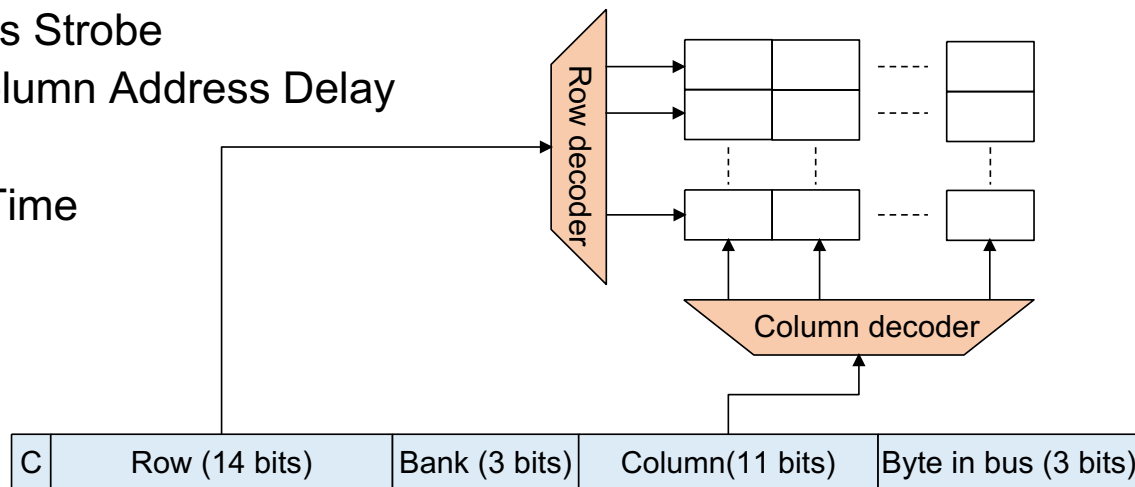 s Strobe
lumn Address Delay
Time
Row decoder
Column decoder
C
Row (14 bits)
Bank (3 bits)
Column(11 bits)
Byte in bus (3 bits)